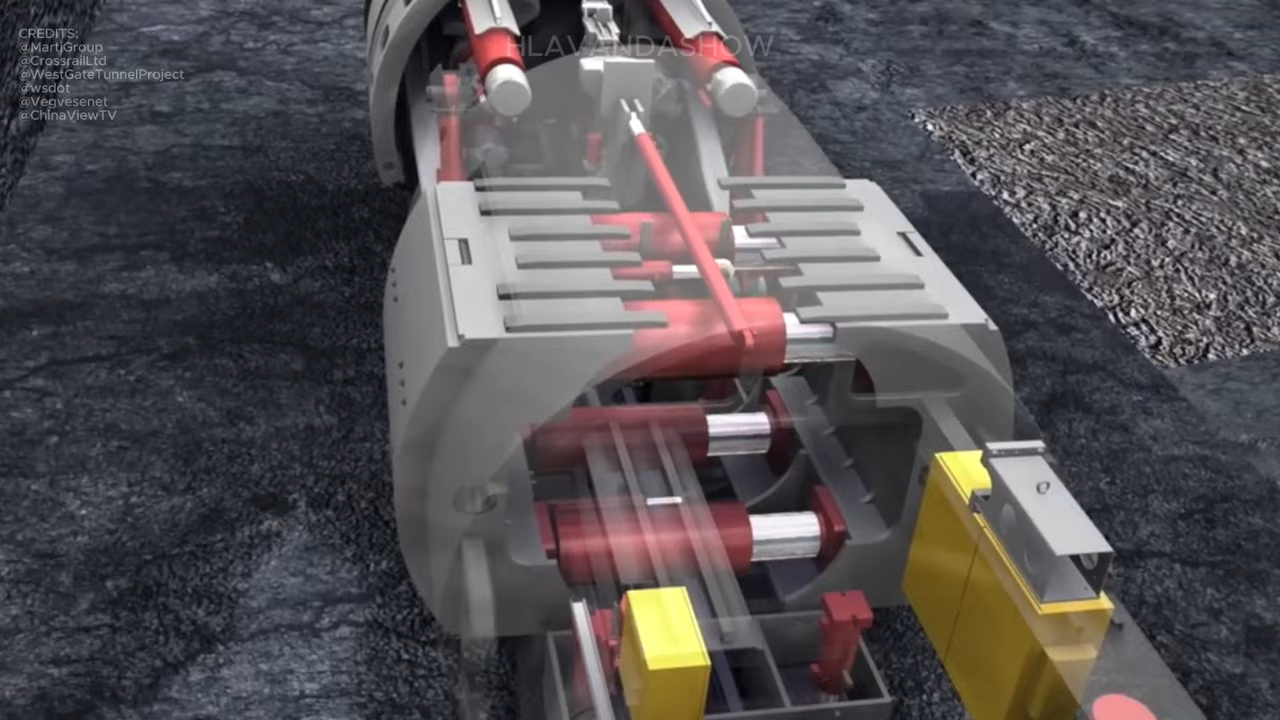 CREDITS:
@MartiGroup
@CrossrailLtd
@WestGateTunnelProject
@wsdot
@Vegvesenet
@ChinaViewTV
HLAVANDASHOW